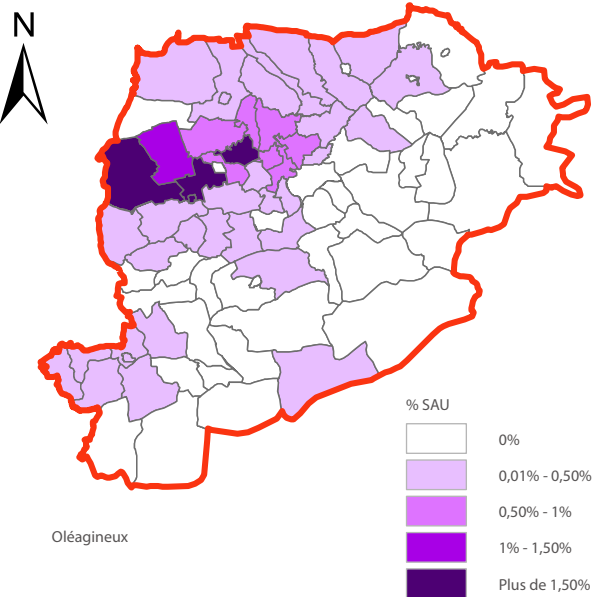 N
% SAU
0%
0,01% - 0,50%
0,50% - 1%
1% - 1,50%
Plus de 1,50%
Oléagineux